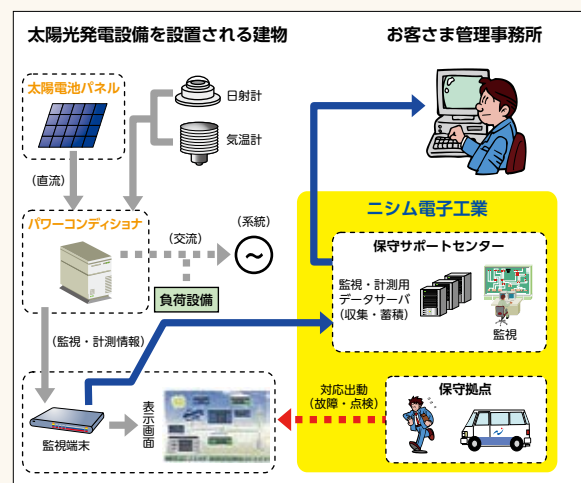 太陽光発電設備を設置される建物
お客さま管理事務所
太陽電池パネル
日射計
気温計
(直流)
パワーコンディショナ
(交流)
(系統)
~
負荷設備
(監視・計測情報)
監視端末
表示画面
ニシム電子工業
保守サポートセンター
監視・計測用
データサーバ
(収集・蓄積)
監視
対応出動
(故障・点検)
保守拠点